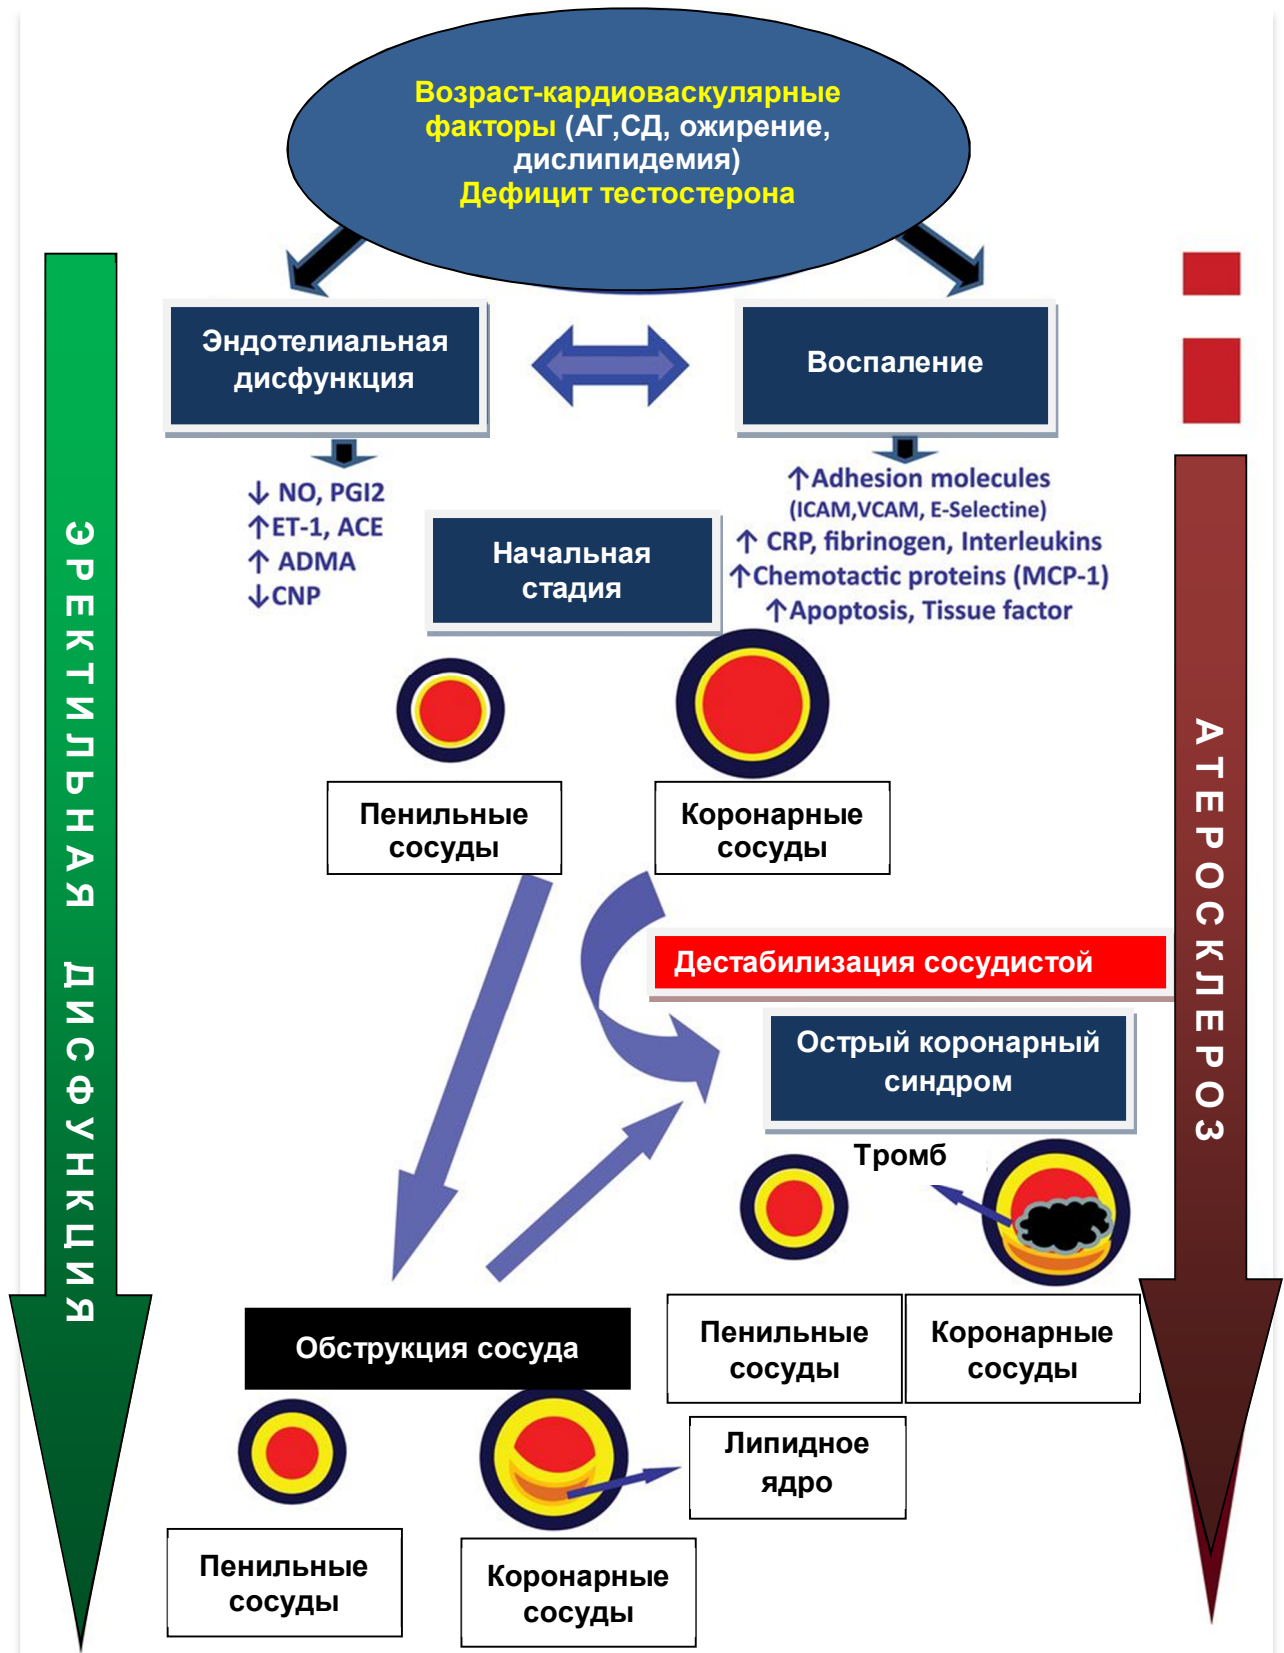 Возраст-кардиоваскулярные
факторы (АГ,СД, ожирение,
дислипидемия)
Дефицит тестостерона
Эндотелиальная
дисфункция
Воспаление
↓ NO, PGI2
↑ET-1, ACE
↑ ADMA
↓CNP
↑Adhesion molecules
(ICAM,VCAM, E-Selectine)
↑ CRP, fibrinogen, Interleukins
↑Chemotactic proteins (MCP-1)
↑Apoptosis, Tissue factor
Начальная
стадия
Пенильные
сосуды
Коронарные
сосуды
ЭРЕКТИЛЬНАЯ ДИСФУНКЦИЯ
АТЕРОСКЛЕРОЗ
Дестабилизация сосудистой
Острый коронарный
синдром
Тромб
Пенильные
сосуды
Коронарные
сосуды
Обструкция сосуда
Липидное
ядро
Пенильные
сосуды
Коронарные
сосуды